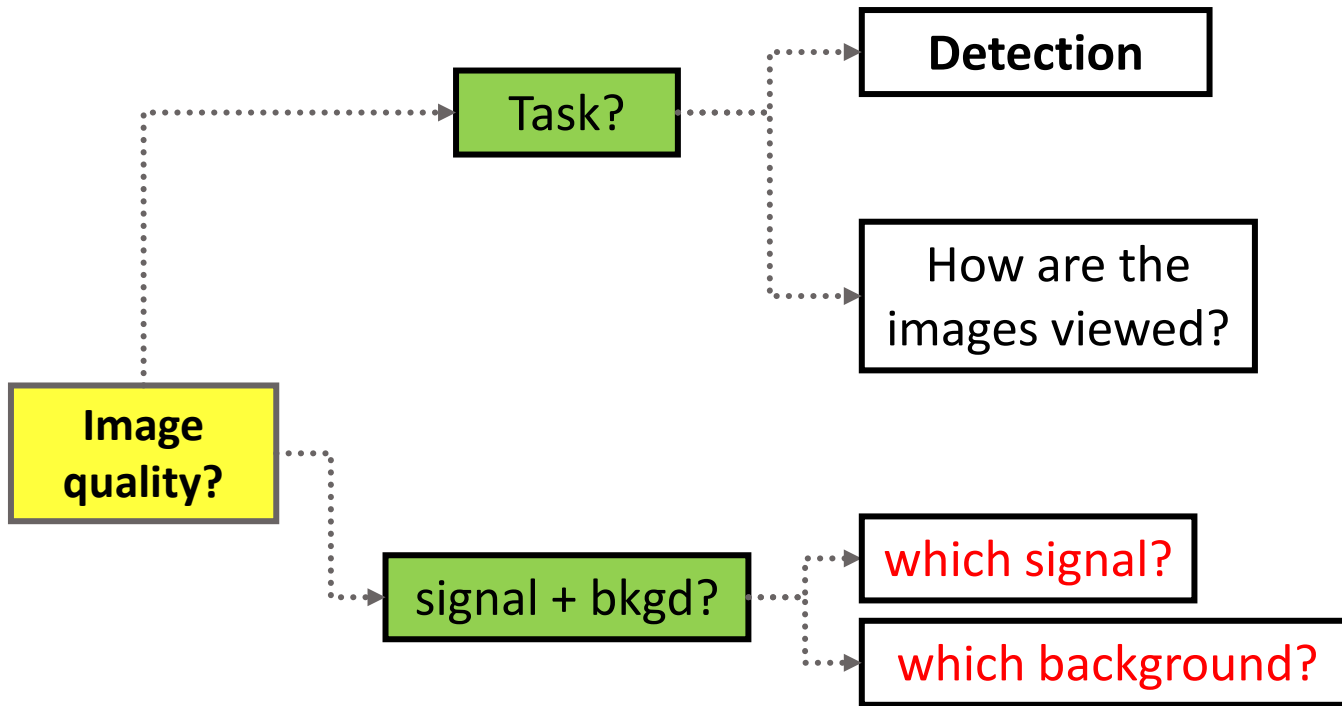 Detection
Task?
How are the
images viewed?
Image
quality?
which signal?
signal + bkgd?
which background?